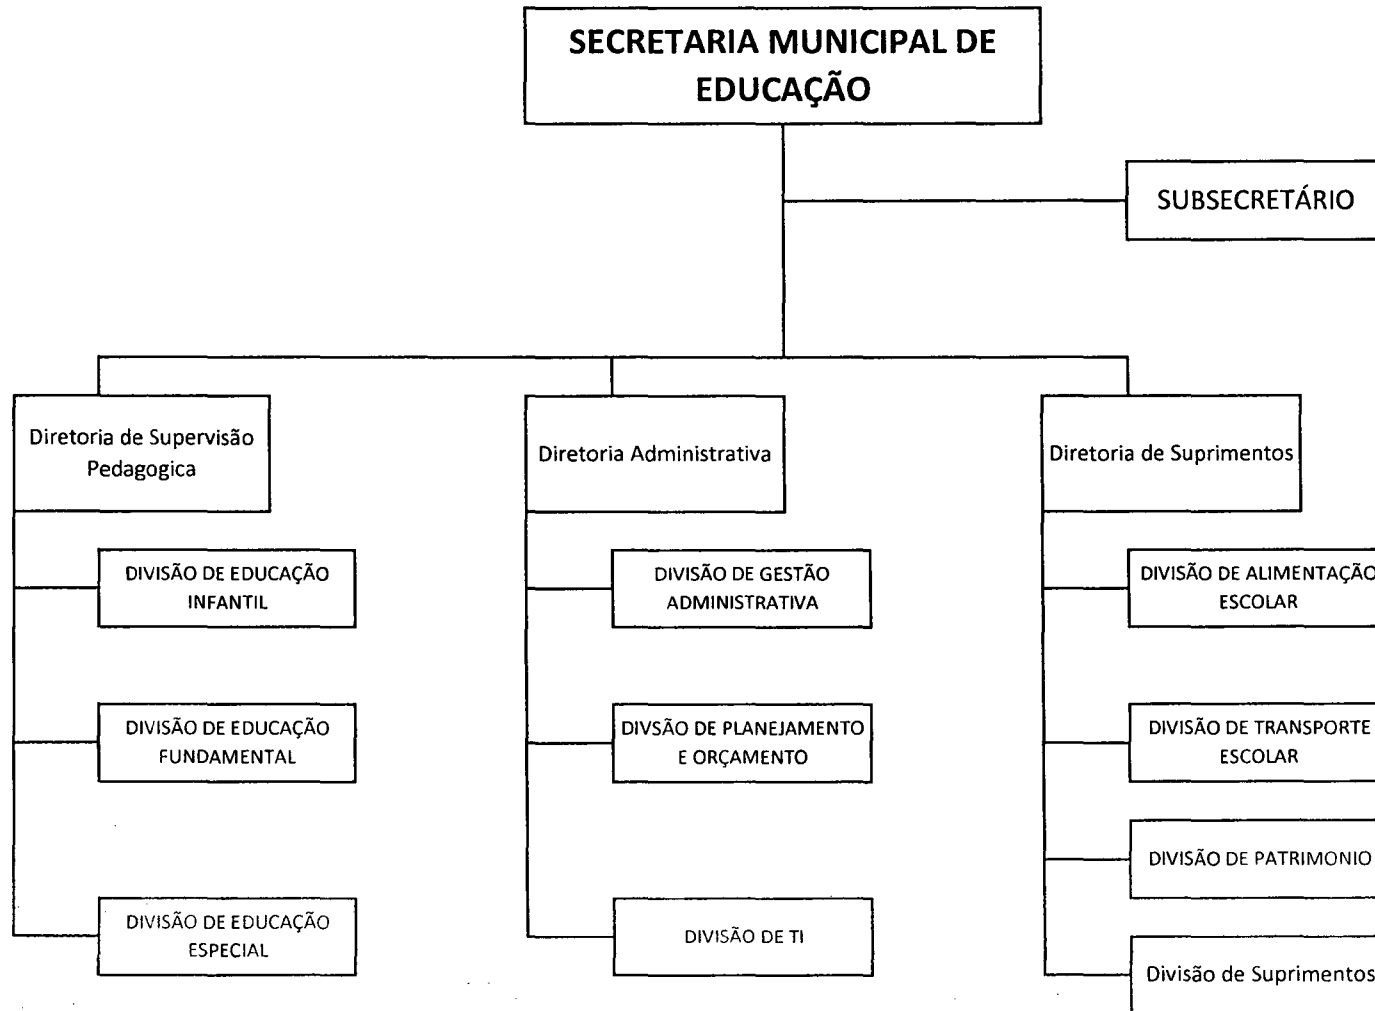 SECRETARIA MUNICIPAL DE
EDUCAÇÃO
SUBSECRETÁRIO
Diretoria de Supervisão
Pedagogica
Diretoria Administrativa
Diretoria de Suprimentos
DIVISÃO DE EDUCAÇÃO
INFANTIL
DIVISÃO DE GESTÃO
ADMINISTRATIVA
DIVISÃO DE ALIMENTAÇÃO
ESCOLAR
DIVISÃO DE EDUCAÇÃO
FUNDAMENTAL
DIVSÃO DE PLANEJAMENTO
E ORÇAMENTO
DIVISÃO DE TRANSPORTE
ESCOLAR
DIVISÃO DE PATRIMONIO
DIVISÃO DE EDUCAÇÃO
ESPECIAL
DIVISÃO DE TI
Divisão de Suprimentos